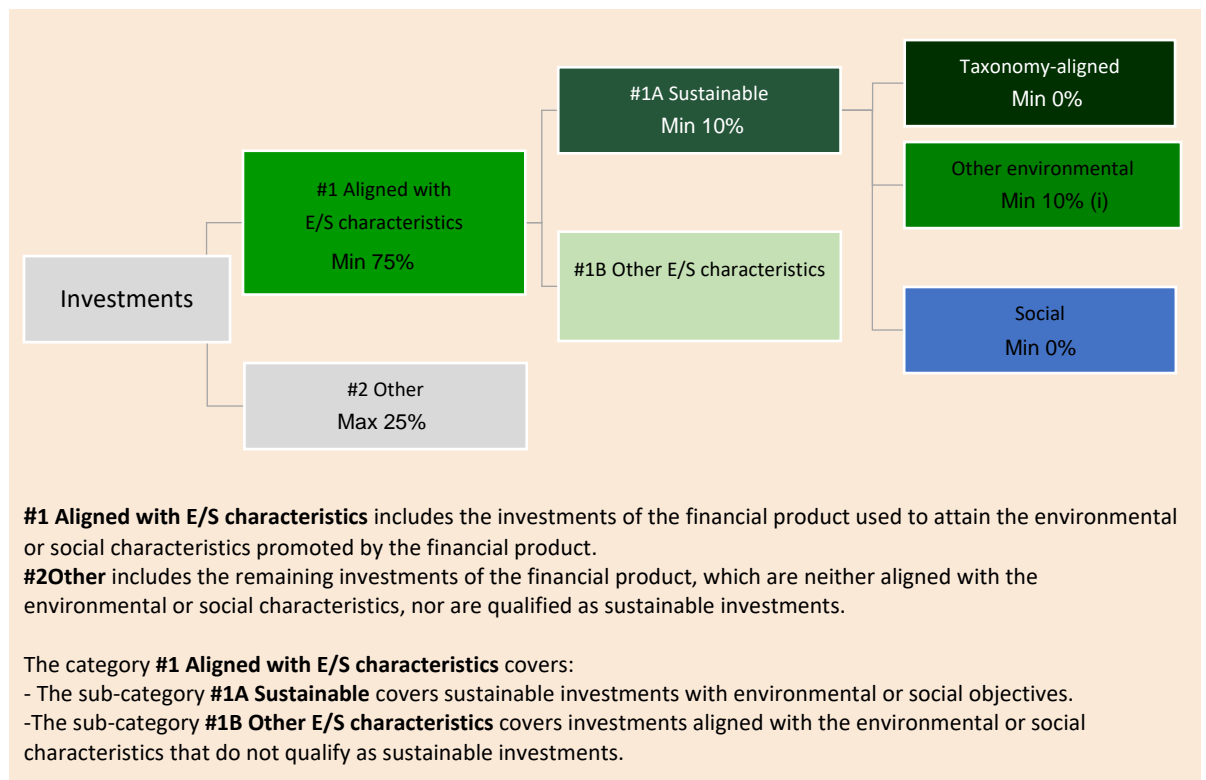 Taxonomy-aligned
Min 0%
#1A Sustainable
Min 10%
Other environmental
Min 10% (i)
#1 Aligned with
E/S characteristics
Min 75%
#1B Other E/S characteristics
Investments
Social
Min 0%
#2 Other
Max 25%
#1 Aligned with E/S characteristics includes the investments of the financial product used to attain the environmental
or social characteristics promoted by the financial product.
#2Other includes the remaining investments of the financial product, which are neither aligned with the
environmental or social characteristics, nor are qualified as sustainable investments.
The category #1 Aligned with E/S characteristics covers:
- The sub-category #1A Sustainable covers sustainable investments with environmental or social objectives.
-The sub-category #1B Other E/S characteristics covers investments aligned with the environmental or social
characteristics that do not qualify as sustainable investments.